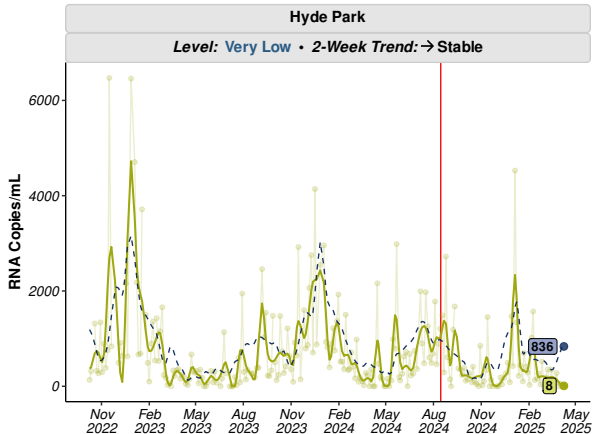 Hyde Park
Level: Very Low • 2-Week Trend: → Stable
RNA Copies/mL
6000
4000
2000
0
836
8
Nov 2022 Feb 2023 May 2023 Aug 2023 Nov 2023 Feb 2024 May 2024 Aug 2024 Nov 2024 Feb 2025 May 2025